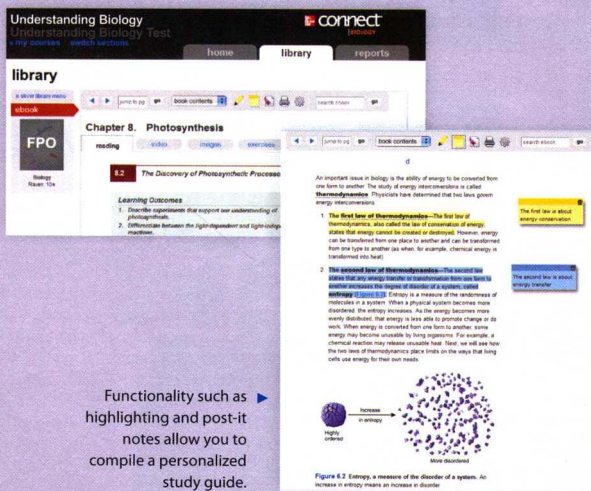 Understanding Biology
Understanding Biology Test
my courses switch sections
connect
BIOLOGY
home library reports
library
ebook
jump to pg go book contents search ebook go
FPO
Biology
Raven, 10e
Chapter 8. Photosynthesis
reading video images exercises
8.2 The Discovery of Photosynthetic Processes
Learning Outcomes
1. Describe experiments that support our understanding of
photosynthesis.
2. Differentiate between the light-dependent and
reactions.
jump to pg go book contents search ebook go
d
An important issue in biology is the ability of energy to be converted from
one form to another. The study of energy interconversions is called
thermodynamics. Physicists have determined that two laws govern
energy interconversions.
1. The first law of thermodynamics—The first law of
thermodynamics, also called the law of conservation of energy,
states that energy cannot be created or destroyed. However, energy
can be transferred from one place to another and can be transformed
from one type to another (as when, for example, chemical energy is
transformed into heat)
The first law is about
energy conservation
2. The second law of thermodynamics—The second law
states that any energy transfer or transformation from one form to
another increases the degree of disorder of a system, called
entropy (figure 6.2). Entropy is a measure of the randomness of
molecules in a system. When a physical system becomes more
disordered, the entropy increases. As the energy becomes more
evenly distributed, that energy is less able to promote change or do
work. When energy is converted from one form to another, some
energy may become unusable by living organisms. For example, a
chemical reaction may release unusable heat. Next, we will see how
the two laws of thermodynamics place limits on the ways that living
cells use energy for their own needs.
The second law is about
energy transfer
Increase
in entropy
Highly
ordered
More disordered
Figure 6.2 Entropy, a measure of the disorder of a system. An
increase in entropy means an increase in disorder
Functionality such as
highlighting and post-it
notes allow you to
compile a personalized
study guide.